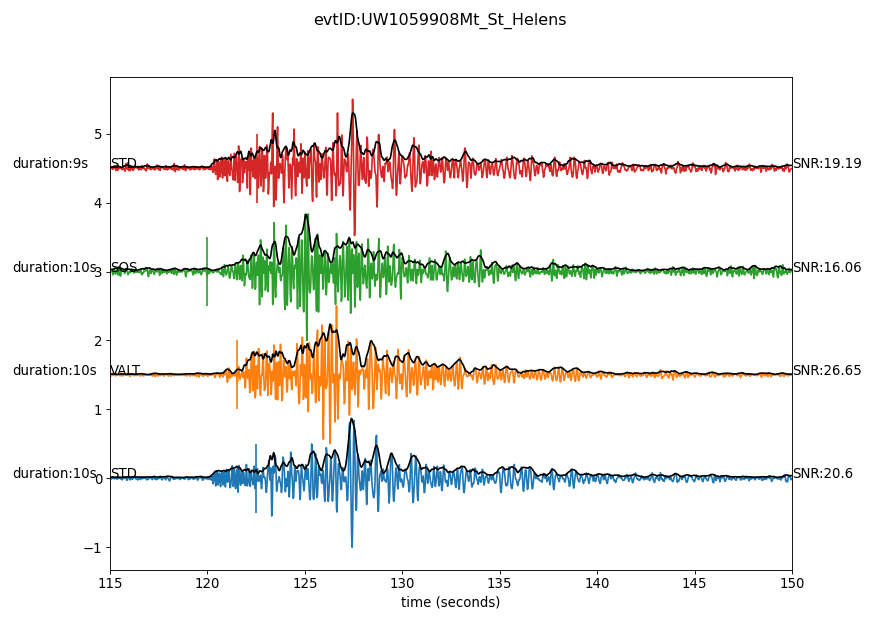 evtID:UW1059908Mt_St_Helens
5
duration:9s STD SNR:19.19
4
duration:10s SOS SNR:16.06
3
2
duration:10s VALT SNR:26.65
1
duration:10s STD SNR:20.6
0
−1
115 120 125 130 135 140 145 150
time (seconds)